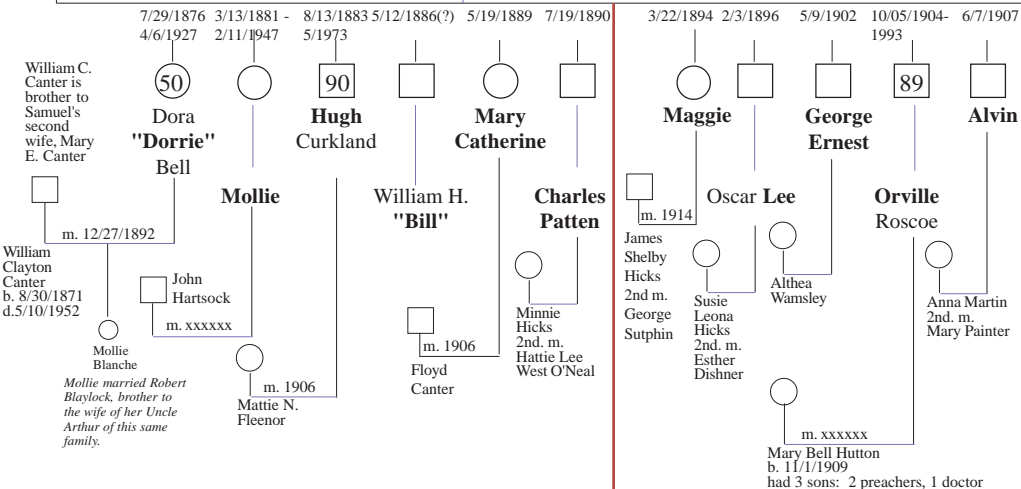 7/29/1876 3/13/1881 - 8/13/1883 5/12/1886(?) 5/19/1889 7/19/1890 3/22/1894 2/3/1896 5/9/1902 10/05/1904- 6/7/1907
4/6/1927 2/11/1947 5/1973 1993
William C.
Canter is
brother to
Samuel's
second
wife, Mary
E. Canter
50
90
89
Dora
"Dorrie"
Bell
Mollie
Hugh
Curkland
William H.
"Bill"
Mary
Catherine
Charles
Patten
Maggie
Oscar Lee
George
Ernest
Orville
Roscoe
Alvin
m. 12/27/1892
William
Clayton
Canter
b. 8/30/1871
d.5/10/1952
Mollie
Blanche
Mollie married Robert
Blaylock, brother to
the wife of her Uncle
Arthur of this same
family.
John
Hartsock
m. xxxxxx
m. 1906
Mattie N.
Fleenor
m. 1906
Floyd
Canter
Minnie
Hicks
2nd. m.
Hattie Lee
West O'Neal
m. 1914
James
Shelby
Hicks
2nd m.
George
Sutphin
Susie
Leona
Hicks
2nd. m.
Esther
Dishner
Althea
Wamsley
Anna Martin
2nd. m.
Mary Painter
m. xxxxxx
Mary Bell Hutton
b. 11/1/1909
had 3 sons: 2 preachers, 1 doctor